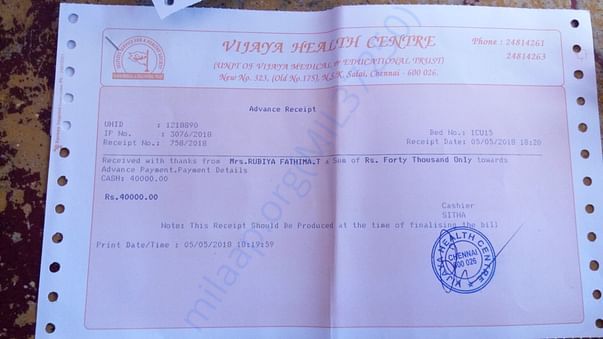 VIJAYA HEALTH CENTRE
(UNIT OF VIJAYA MEDICAL & EDUCATIONAL TRUST)
New No. 323, (Old No.175), N.S.K. Salai, Chennai - 600 026.
Phone : 24814261
24814263
Advance Receipt
UHID : 1218890
IP No. : 3076/2018
Receipt No.: 758/2018
Bed No.: ICU15
Receipt Date: 05/05/2018 18:20
Received with thanks from Mrs.RUBIYA FATHIMA.T a Sum of Rs. Forty Thousand Only towards
Advance Payment.Payment Details
CASH: 40000.00
Rs.40000.00
Cashier
SITHA
Note: This Receipt Should Be Produced at the time of finalising the bill
Print Date/Time : 05/05/2018 18:19:59
VIJAYA HEALTH CENTRE
CHENNAI
600 026